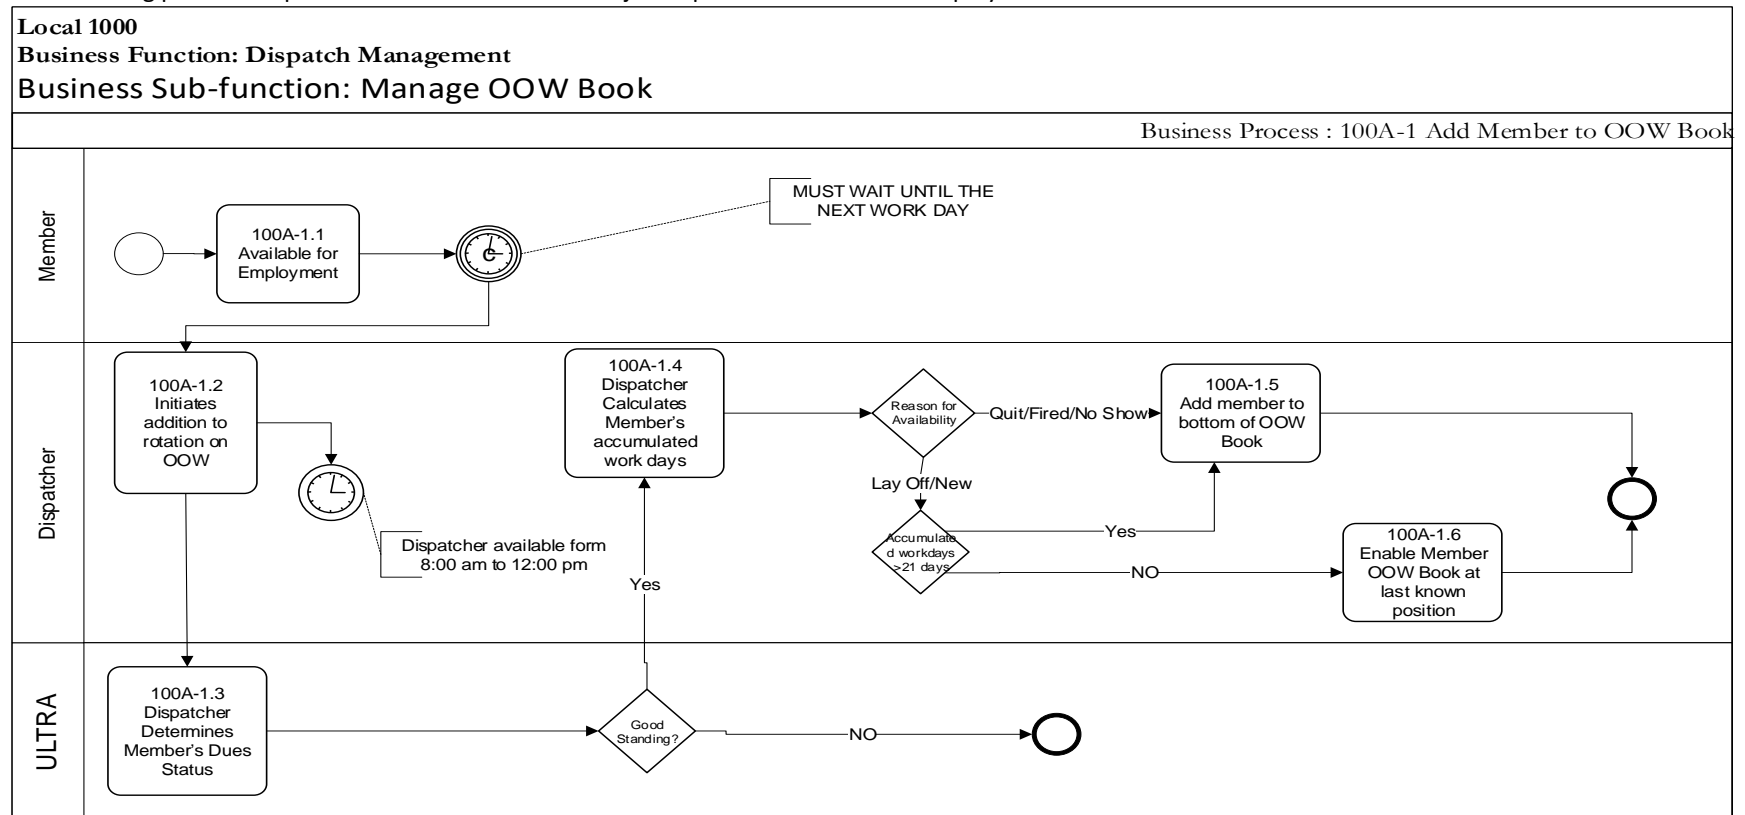 Local 1000
Business Function: Dispatch Management
Business Sub-function: Manage OOW Book
Business Process : 100A-1 Add Member to OOW Book
Member
100A-1.1
Available for
Employment
C
MUST WAIT UNTIL THE
NEXT WORK DAY
Dispatcher
100A-1.2
Initiates
addition to
rotation on
OOW
Dispatcher available form
8:00 am to 12:00 pm
100A-1.4
Dispatcher
Calculates
Member's
accumulated
work days
Reason for
Availability
Quit/Fired/No Show
100A-1.5
Add member to
bottom of OOW
Book
Lay Off/New
Accumulate
d workdays
>21 days
Yes
NO
100A-1.6
Enable Member
OOW Book at
last known
position
Yes
ULTRA
100A-1.3
Dispatcher
Determines
Member's Dues
Status
Good
Standing?
NO